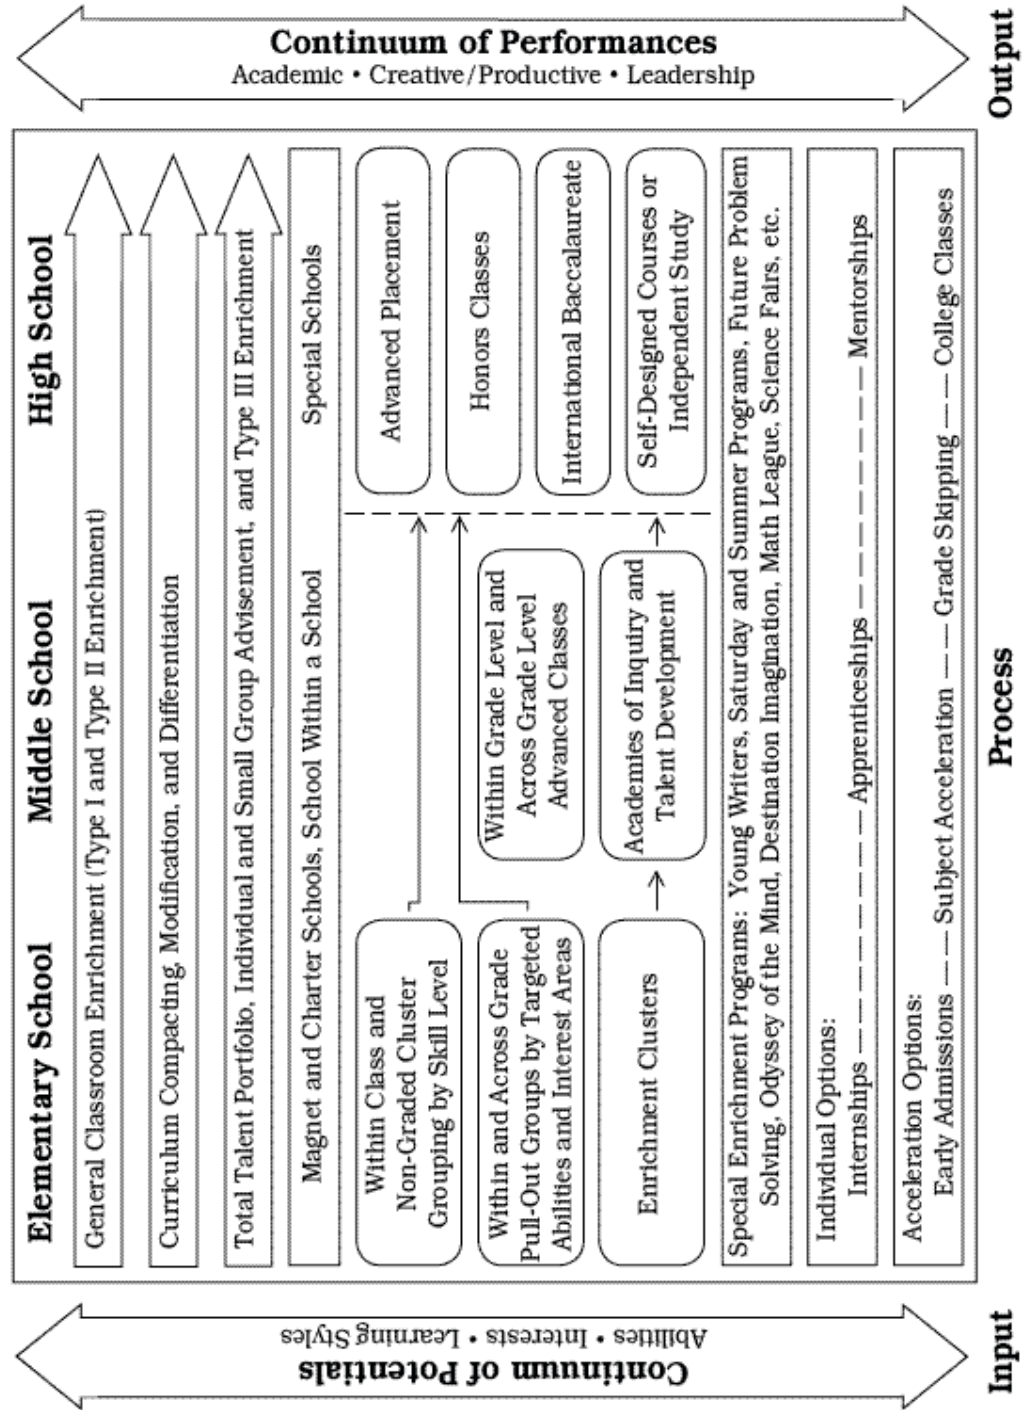 Continuum of Potentials
Abilities • Interests • Learning Styles
Input
Elementary School
Middle School
High School
General Classroom Enrichment (Type I and Type II Enrichment)
Curriculum Compacting, Modification, and Differentiation
Total Talent Portfolio, Individual and Small Group Advisement, and Type III Enrichment
Magnet and Charter Schools, School Within a School
Special Schools
Within Class and
Non-Graded Cluster
Grouping by Skill Level
Within and Across Grade
Pull-Out Groups by Targeted
Abilities and Interest Areas
Enrichment Clusters
Within Grade Level and
Across Grade Level
Advanced Classes
Academies of Inquiry and
Talent Development
Advanced Placement
Honors Classes
International Baccalaureate
Self-Designed Courses or
Independent Study
Special Enrichment Programs: Young Writers, Saturday and Summer Programs, Future Problem
Solving, Odyssey of the Mind, Destination Imagination, Math League, Science Fairs, etc.
Individual Options:
Internships — — — — — — — Apprenticeships — — — — — — — Mentorships
Acceleration Options:
Early Admissions — — — Subject Acceleration — — — Grade Skipping — — — College Classes
Process
Continuum of Performances
Academic • Creative/Productive • Leadership
Output